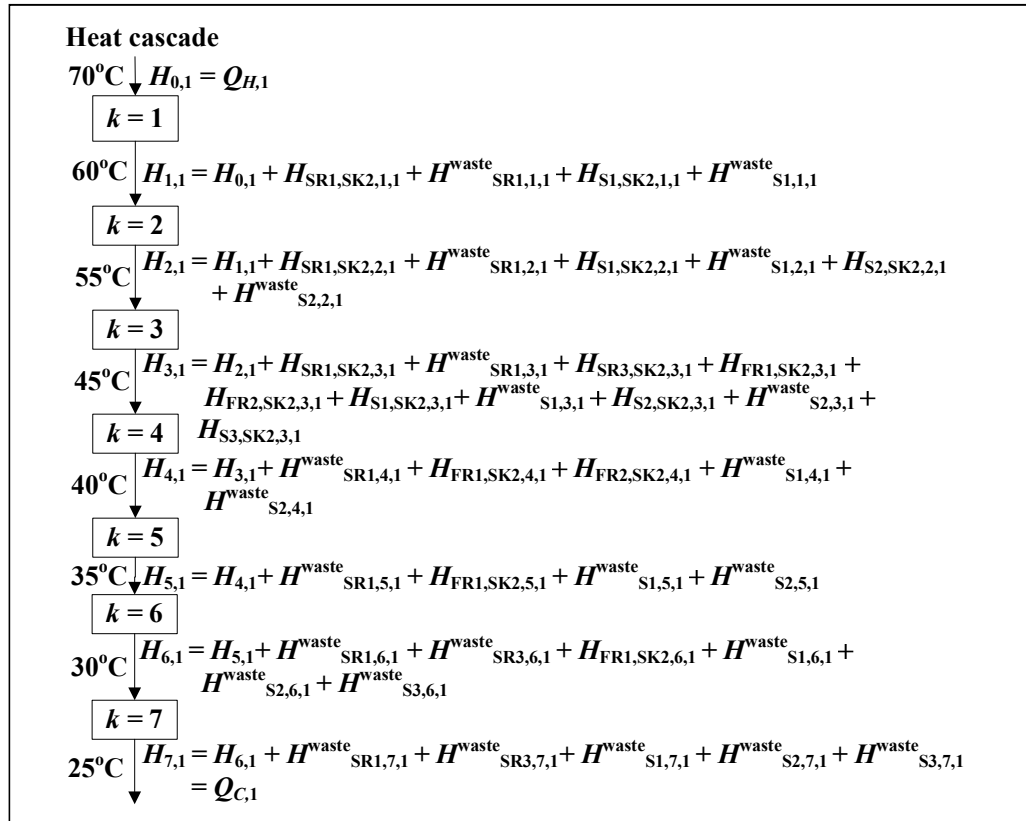 Heat cascade
70°C H0,1 = QH,1
k = 1
60°C H1,1 = H0,1 + HSR1,SK2,1,1 + Hwaste SR1,1,1 + HS1,SK2,1,1 + Hwaste S1,1,1
k = 2
55°C H2,1 = H1,1 + HSR1,SK2,2,1 + Hwaste SR1,2,1 + HS1,SK2,2,1 + Hwaste S1,2,1 + HS2,SK2,2,1
+ Hwaste S2,2,1
k = 3
45°C H3,1 = H2,1 + HSR1,SK2,3,1 + Hwaste SR1,3,1 + HSR3,SK2,3,1 + HFR1,SK2,3,1 +
HFR2,SK2,3,1 + HS1,SK2,3,1 + Hwaste S1,3,1 + HS2,SK2,3,1 + Hwaste S2,3,1 +
k = 4 HS3,SK2,3,1
40°C H4,1 = H3,1 + Hwaste SR1,4,1 + HFR1,SK2,4,1 + HFR2,SK2,4,1 + Hwaste S1,4,1 +
Hwaste S2,4,1
k = 5
35°C H5,1 = H4,1 + Hwaste SR1,5,1 + HFR1,SK2,5,1 + Hwaste S1,5,1 + Hwaste S2,5,1
k = 6
30°C H6,1 = H5,1 + Hwaste SR1,6,1 + Hwaste SR3,6,1 + HFR1,SK2,6,1 + Hwaste S1,6,1 +
Hwaste S2,6,1 + Hwaste S3,6,1
k = 7
25°C H7,1 = H6,1 + Hwaste SR1,7,1 + Hwaste SR3,7,1 + Hwaste S1,7,1 + Hwaste S2,7,1 + Hwaste S3,7,1
= QC,1